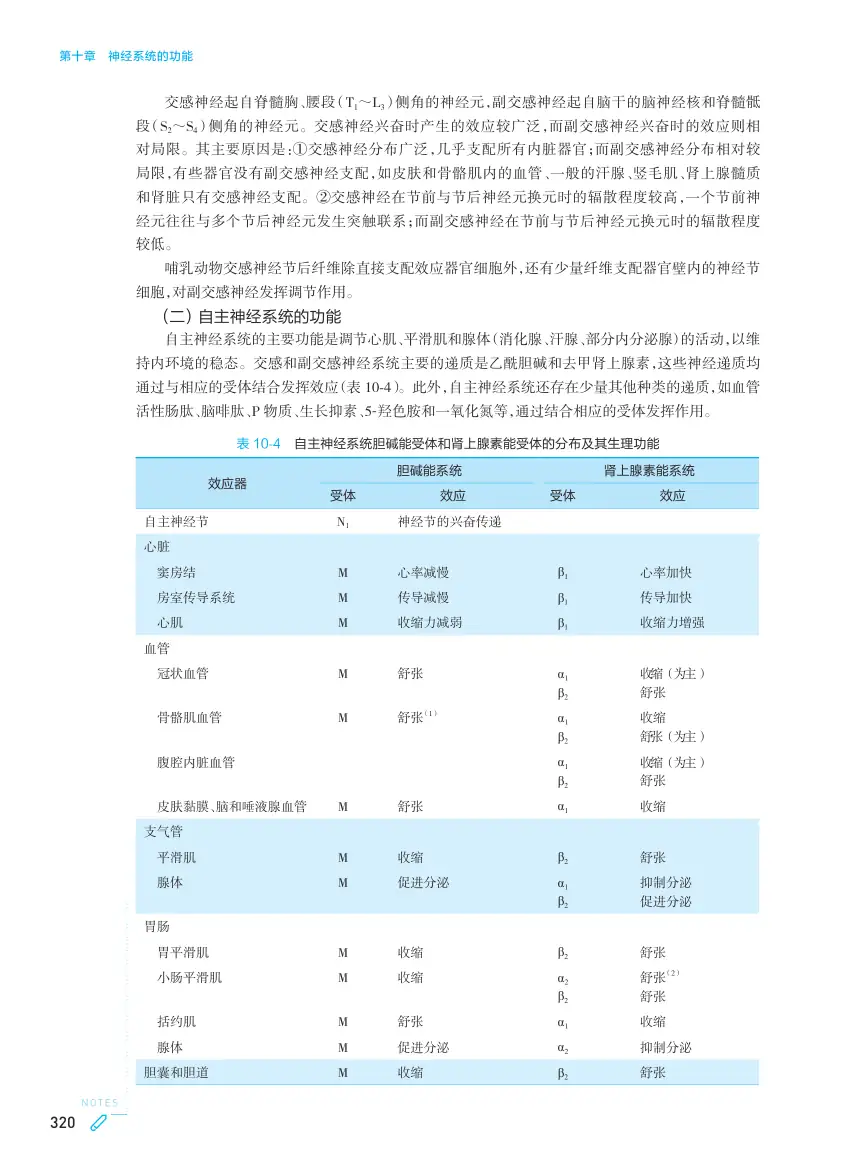 第十章　神经系统的功能
交感神经起自脊髓胸、腰段（T₁～L₃）侧角的神经元，副交感神经起自脑干的脑神经核和脊髓骶
段（S₂～S₄）侧角的神经元。交感神经兴奋时产生的效应较广泛，而副交感神经兴奋时的效应则相
对局限。其主要原因是：①交感神经分布广泛，几乎支配所有内脏器官；而副交感神经分布相对较
局限，有些器官没有副交感神经支配，如皮肤和骨骼肌内的血管、一般的汗腺、竖毛肌、肾上腺髓质
和肾脏只有交感神经支配。②交感神经在节前与节后神经元换元时的辐散程度较高，一个节前神
经元往往与多个节后神经元发生突触联系；而副交感神经在节前与节后神经元换元时的辐散程度
较低。
哺乳动物交感神经节后纤维除直接支配效应器官细胞外，还有少量纤维支配器官壁内的神经节
细胞，对副交感神经发挥调节作用。
（二）自主神经系统的功能
自主神经系统的主要功能是调节心肌、平滑肌和腺体（消化腺、汗腺、部分内分泌腺）的活动，以维
持内环境的稳态。交感和副交感神经系统主要的递质是乙酰胆碱和去甲肾上腺素，这些神经递质均
通过与相应的受体结合发挥效应（表 10-4）。此外，自主神经系统还存在少量其他种类的递质，如血管
活性肠肽、脑啡肽、P 物质、生长抑素、5-羟色胺和一氧化氮等，通过结合相应的受体发挥作用。
表 10-4　自主神经系统胆碱能受体和肾上腺素能受体的分布及其生理功能
效应器　胆碱能系统　肾上腺素能系统
受体　效应　受体　效应
自主神经节　N₁　神经节的兴奋传递
心脏
窦房结　M　心率减慢　β₁　心率加快
房室传导系统　M　传导减慢　β₁　传导加快
心肌　M　收缩力减弱　β₁　收缩力增强
血管
冠状血管　M　舒张　α₁　收缩（为主）
β₂　舒张
骨骼肌血管　M　舒张⁽¹⁾　α₁　收缩
β₂　舒张（为主）
腹腔内脏血管　α₁　收缩（为主）
β₂　舒张
皮肤黏膜、脑和唾液腺血管　M　舒张　α₁　收缩
支气管
平滑肌　M　收缩　β₂　舒张
腺体　M　促进分泌　α₁　抑制分泌
β₂　促进分泌
胃肠
胃平滑肌　M　收缩　β₂　舒张
小肠平滑肌　M　收缩　α₂　舒张⁽²⁾
β₂　舒张
括约肌　M　舒张　α₁　收缩
腺体　M　促进分泌　α₂　抑制分泌
胆囊和胆道　M　收缩　β₂　舒张
NOTES
320